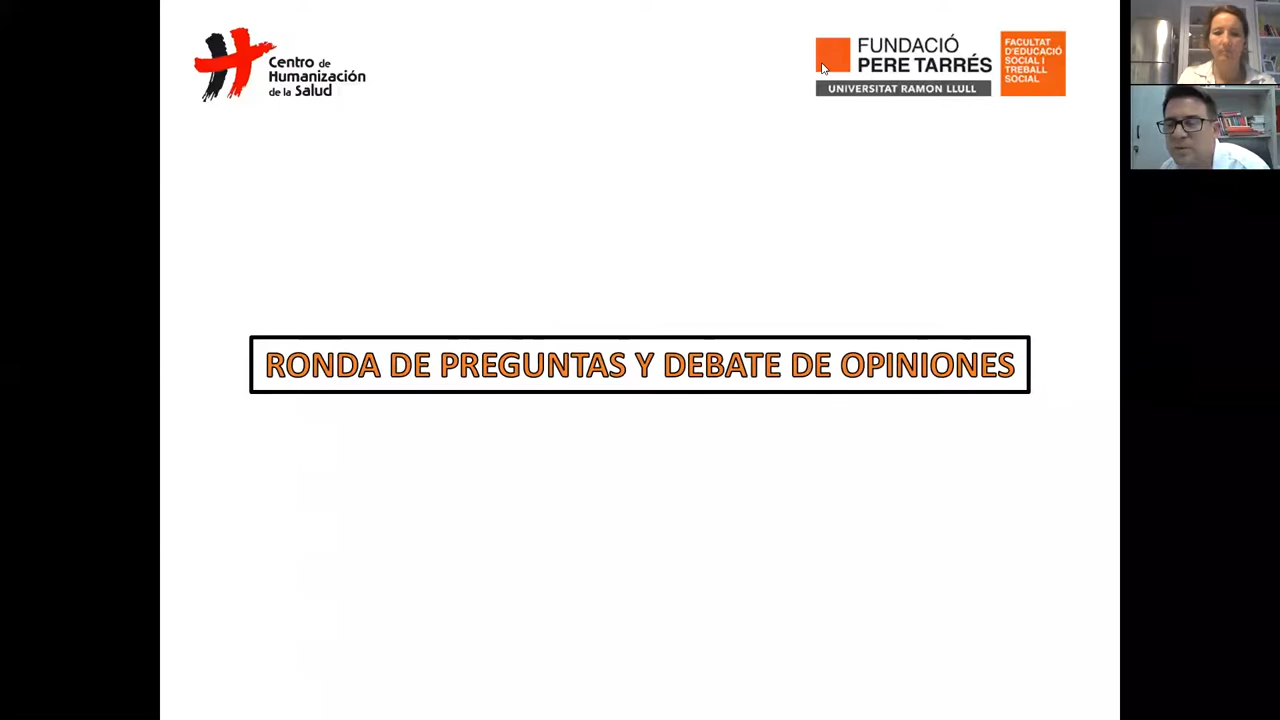 Centro de
Humanización
de la Salud
FUNDACIÓ
PERE TARRÉS
UNIVERSITAT RAMON LLULL
FACULTAT
D'EDUCACIÓ
SOCIAL I
TREBALL
SOCIAL
RONDA DE PREGUNTAS Y DEBATE DE OPINIONES